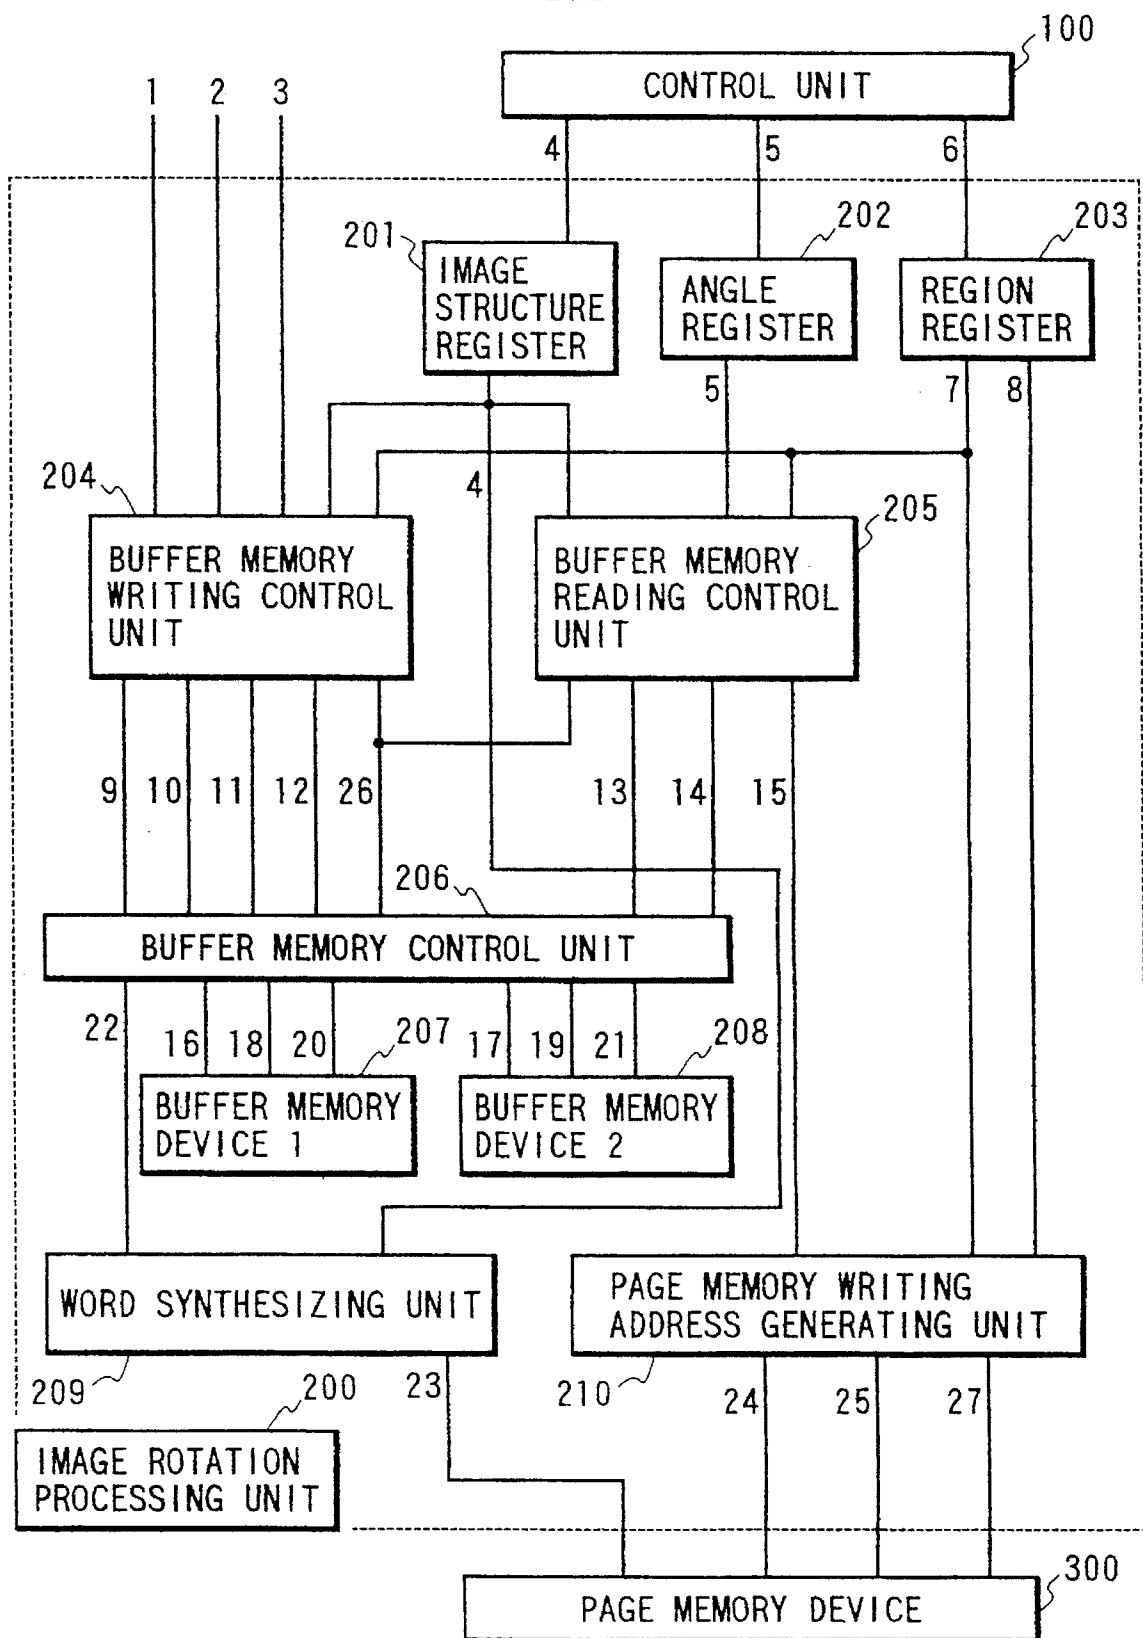 100
CONTROL UNIT
1 2 3
4 5 6
201 202 203
IMAGE
STRUCTURE
REGISTER
ANGLE
REGISTER
REGION
REGISTER
5 7 8
204 4 205
BUFFER MEMORY
WRITING CONTROL
UNIT
BUFFER MEMORY
READING CONTROL
UNIT
9 10 11 12 26 13 14 15
206
BUFFER MEMORY CONTROL UNIT
22 16 18 20 207 17 19 21 208
BUFFER MEMORY
DEVICE 1
BUFFER MEMORY
DEVICE 2
WORD SYNTHESIZING UNIT
PAGE MEMORY WRITING
ADDRESS GENERATING UNIT
209 200 23 210 24 25 27
IMAGE ROTATION
PROCESSING UNIT
300
PAGE MEMORY DEVICE